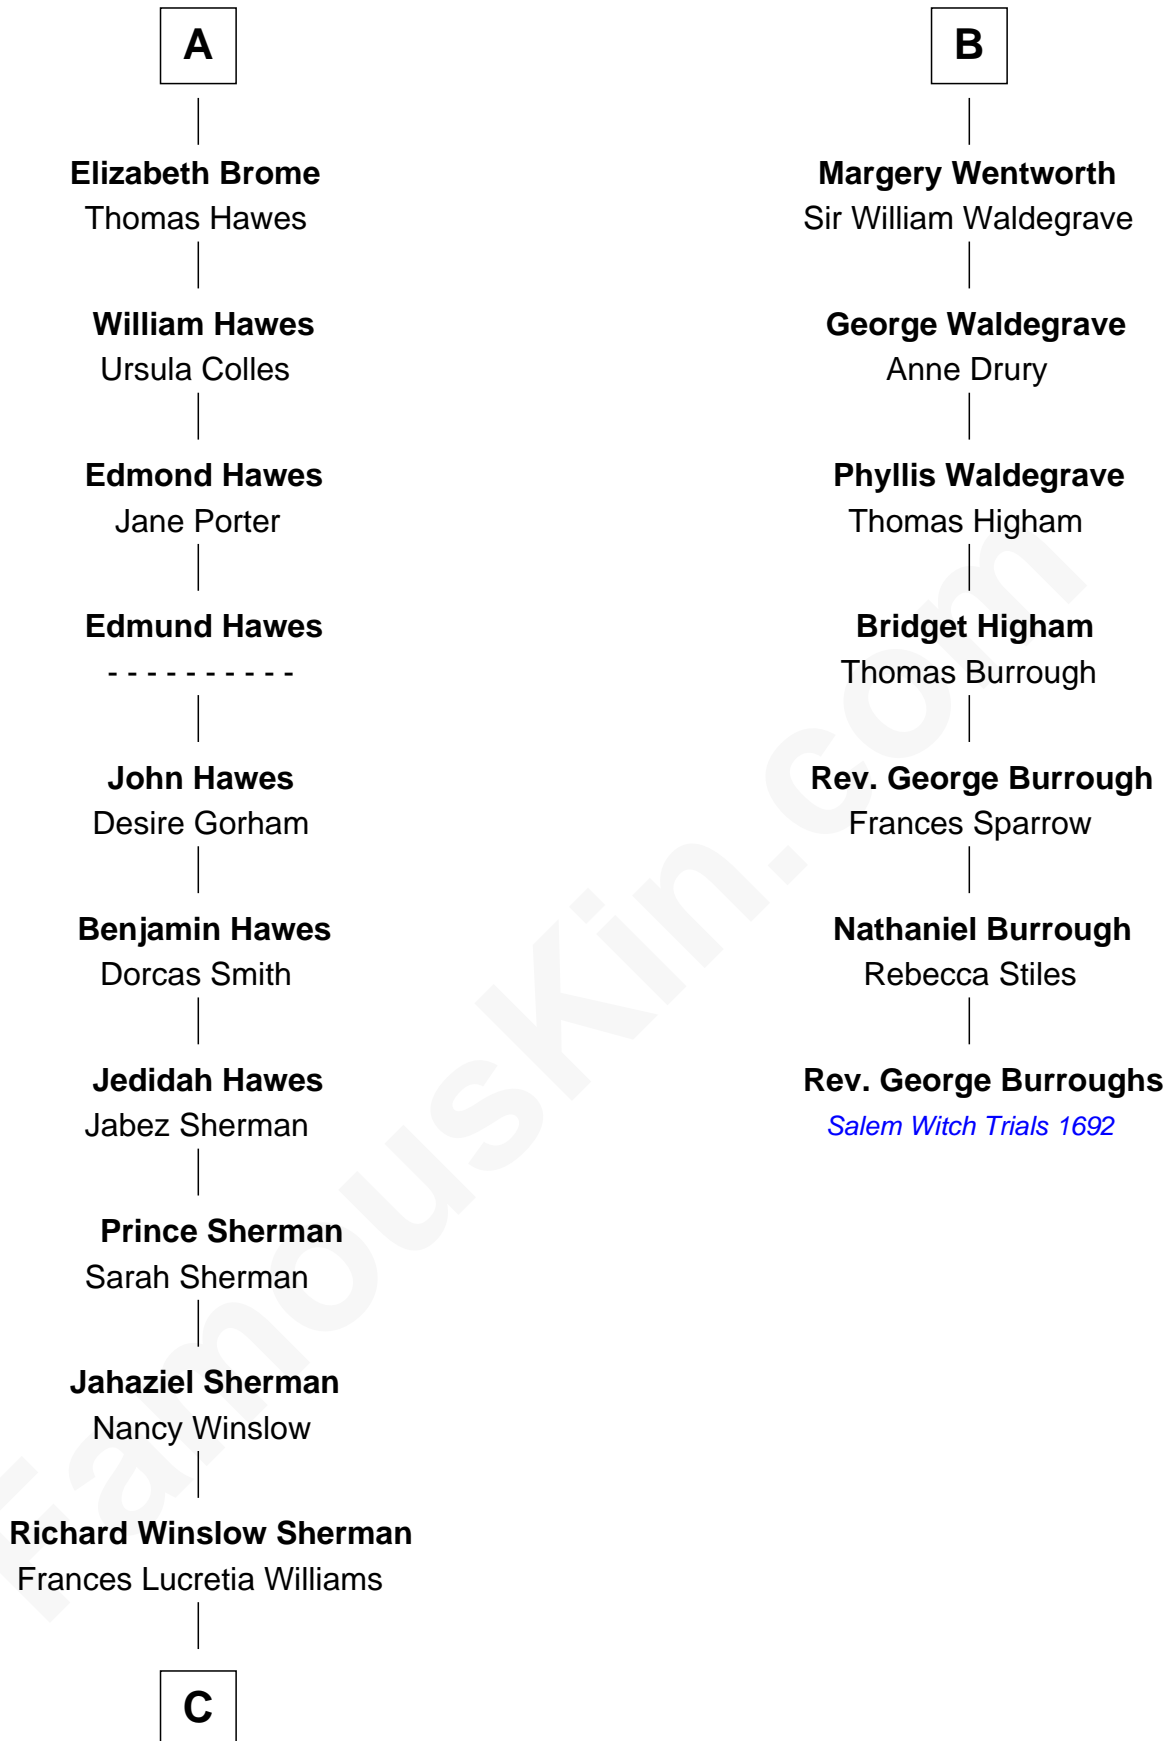 A
Elizabeth Brome
Thomas Hawes
William Hawes
Ursula Colles
Edmond Hawes
Jane Porter
Edmund Hawes
- - - - - - - - - -
John Hawes
Desire Gorham
Benjamin Hawes
Dorcas Smith
Jedidah Hawes
Jabez Sherman
Prince Sherman
Sarah Sherman
Jahaziel Sherman
Nancy Winslow
Richard Winslow Sherman
Frances Lucretia Williams
C
B
Margery Wentworth
Sir William Waldegrave
George Waldegrave
Anne Drury
Phyllis Waldegrave
Thomas Higham
Bridget Higham
Thomas Burrough
Rev. George Burrough
Frances Sparrow
Nathaniel Burrough
Rebecca Stiles
Rev. George Burroughs
Salem Witch Trials 1692
FamousKin.com